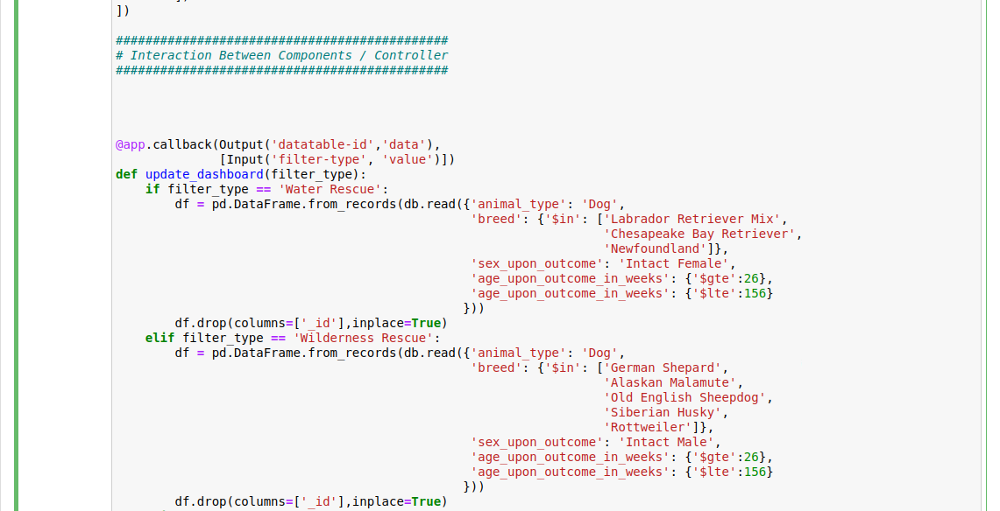 ])
#############################################
# Interaction Between Components / Controller
#############################################
@app.callback(Output('datatable-id','data'),
              [Input('filter-type', 'value')])
def update_dashboard(filter_type):
    if filter_type == 'Water Rescue':
        df = pd.DataFrame.from_records(db.read({'animal_type': 'Dog',
                                                'breed': {'$in': ['Labrador Retriever Mix',
                                                                  'Chesapeake Bay Retriever',
                                                                  'Newfoundland']},
                                                'sex_upon_outcome': 'Intact Female',
                                                'age_upon_outcome_in_weeks': {'$gte':26},
                                                'age_upon_outcome_in_weeks': {'$lte':156}
                                               }))
        df.drop(columns=['_id'],inplace=True)
    elif filter_type == 'Wilderness Rescue':
        df = pd.DataFrame.from_records(db.read({'animal_type': 'Dog',
                                                'breed': {'$in': ['German Shepard',
                                                                  'Alaskan Malamute',
                                                                  'Old English Sheepdog',
                                                                  'Siberian Husky',
                                                                  'Rottweiler']},
                                                'sex_upon_outcome': 'Intact Male',
                                                'age_upon_outcome_in_weeks': {'$gte':26},
                                                'age_upon_outcome_in_weeks': {'$lte':156}
                                               }))
        df.drop(columns=['_id'],inplace=True)